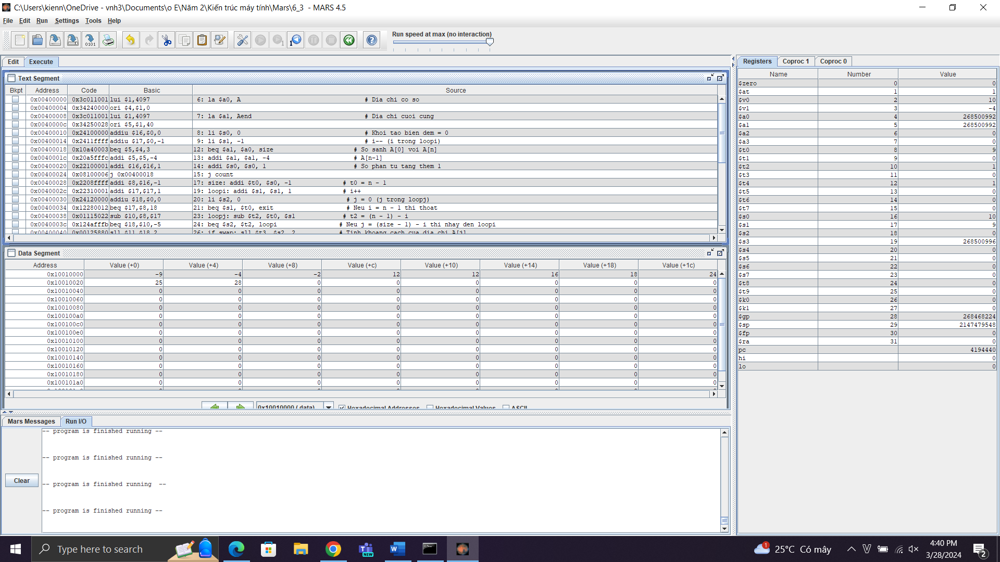 C:\Users\kienn\OneDrive - vnh3\Documents\o E\Năm 2\Kiến trúc máy tính\Mars\6_3 - MARS 4.5
File Edit Run Settings Tools Help
Run speed at max (no interaction)
Edit Execute
Text Segment
Bkpt Address Code Basic Source
0x00400000 0x3c011001 lui $1,4097 6: la $a0, A # Dia chi co so
0x00400004 0x34240000 ori $4,$1,0
0x00400008 0x3c011001 lui $1,4097 7: la $a1, Aend # Dia chi cuoi cung
0x0040000c 0x34250028 ori $5,$1,40
0x00400010 0x24100000 addiu $16,$0,0 8: li $s0, 0 # Khoi tao bien dem = 0
0x00400014 0x2411ffff addiu $17,$0,-1 9: li $s1, -1 # i-- (i trong loopi)
0x00400018 0x10a40003 beq $5,$4,3 12: beq $a1, $a0, size # So sanh A[0] voi A[n]
0x0040001c 0x20a5fffc addi $5,$5,-4 13: addi $a1, $a1, -4 # A[n-1]
0x00400020 0x22100001 addi $16,$16,1 14: addi $s0, $s0, 1 # So phan tu tang them 1
0x00400024 0x08100006 j 0x00400018 15: j count
0x00400028 0x2208ffff addi $8,$16,-1 17: size: addi $t0, $s0, -1 # t0 = n - 1
0x0040002c 0x22310001 addi $17,$17,1 19: loopi: addi $s1, $s1, 1 # i++
0x00400030 0x24120000 addiu $18,$0,0 20: li $s2, 0 # j = 0 (j trong loopj)
0x00400034 0x12280012 beq $17,$8,18 21: beq $s1, $t0, exit # Neu i = n - 1 thi thoat
0x00400038 0x01115022 sub $10,$8,$17 23: loopj: sub $t2, $t0, $s1 # t2 = (n - 1) - i
0x0040003c 0x124afffb beq $18,$10,-5 24: beq $s2, $t2, loopi # Neu j = (size - 1) - i thi nhay den loopi
0x00400040 0x00125880 sll $11,$18,2 26: if_swap: sll $t3, $s2, 2 # Tinh khoang cach cua dia chi A[j]
Data Segment
Address Value (+0) Value (+4) Value (+8) Value (+c) Value (+10) Value (+14) Value (+18) Value (+1c)
0x10010000 -9 -4 -2 12 12 16 18 24
0x10010020 25 28 0 0 0 0 0 0
0x10010040 0 0 0 0 0 0 0 0
0x10010060 0 0 0 0 0 0 0 0
0x10010080 0 0 0 0 0 0 0 0
0x100100a0 0 0 0 0 0 0 0 0
0x100100c0 0 0 0 0 0 0 0 0
0x100100e0 0 0 0 0 0 0 0 0
0x10010100 0 0 0 0 0 0 0 0
0x10010120 0 0 0 0 0 0 0 0
0x10010140 0 0 0 0 0 0 0 0
0x10010160 0 0 0 0 0 0 0 0
0x10010180 0 0 0 0 0 0 0 0
0x100101a0 0 0 0 0 0 0 0 0
0x10010000 (.data) Hexadecimal Addresses Hexadecimal Values ASCII
Mars Messages Run I/O
-- program is finished running --
-- program is finished running --
-- program is finished running --
-- program is finished running --
Clear
Registers Coproc 1 Coproc 0
Name Number Value
$zero 0 0
$at 1 1
$v0 2 10
$v1 3 -4
$a0 4 268500992
$a1 5 268500992
$a2 6 0
$a3 7 0
$t0 8 9
$t1 9 0
$t2 10 1
$t3 11 0
$t4 12 1
$t5 13 0
$t6 14 0
$t7 15 0
$s0 16 10
$s1 17 9
$s2 18 0
$s3 19 268500996
$s4 20 0
$s5 21 0
$s6 22 0
$s7 23 0
$t8 24 0
$t9 25 0
$k0 26 0
$k1 27 0
$gp 28 268468224
$sp 29 2147479548
$fp 30 0
$ra 31 0
pc 4194440
hi 0
lo 0
Type here to search
NEW
1
25°C Có mây
V
4:40 PM
3/28/2024
2